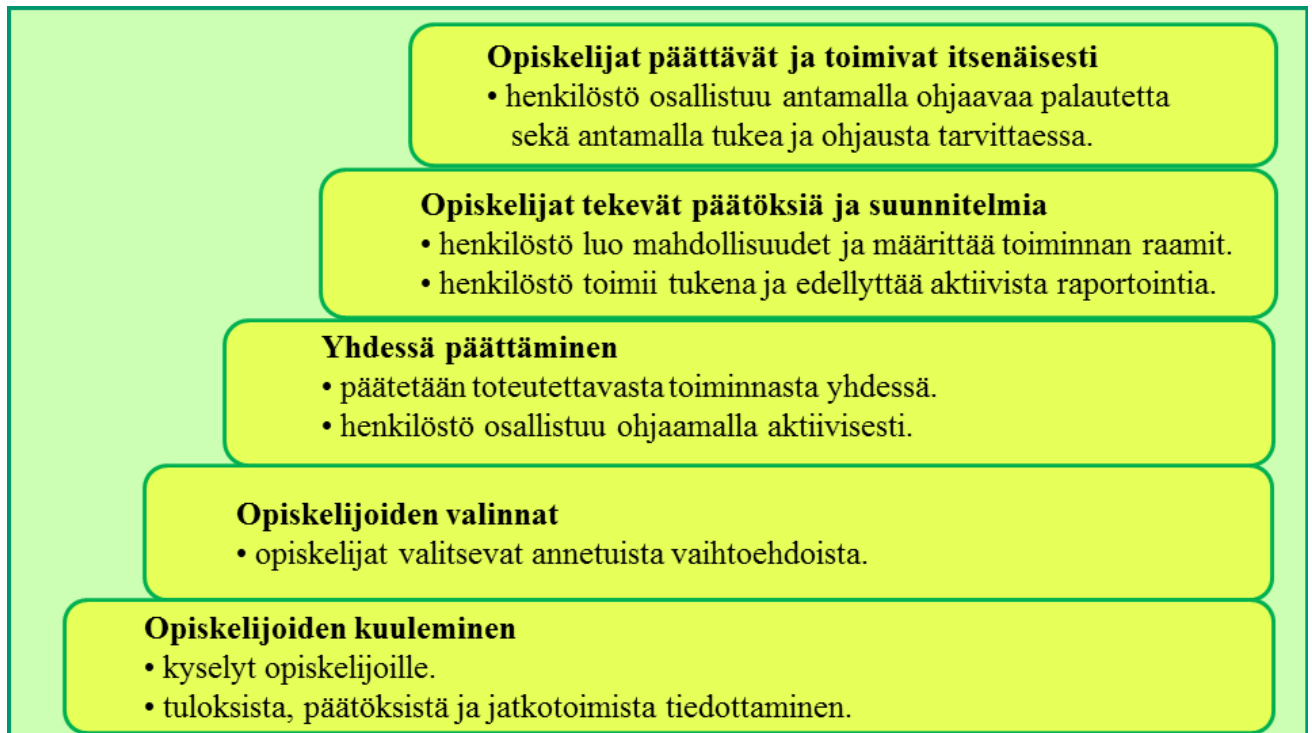 Opiskelijat päättävät ja toimivat itsenäisesti
• henkilöstö osallistuu antamalla ohjaavaa palautetta
sekä antamalla tukea ja ohjausta tarvittaessa.
Opiskelijat tekevät päätöksiä ja suunnitelmia
• henkilöstö luo mahdollisuudet ja määrittää toiminnan raamit.
• henkilöstö toimii tukena ja edellyttää aktiivista raportointia.
Yhdessä päättäminen
• päätetään toteutettavasta toiminnasta yhdessä.
• henkilöstö osallistuu ohjaamalla aktiivisesti.
Opiskelijoiden valinnat
• opiskelijat valitsevat annetuista vaihtoehdoista.
Opiskelijoiden kuuleminen
• kyselyt opiskelijoille.
• tuloksista, päätöksistä ja jatkotoimista tiedottaminen.